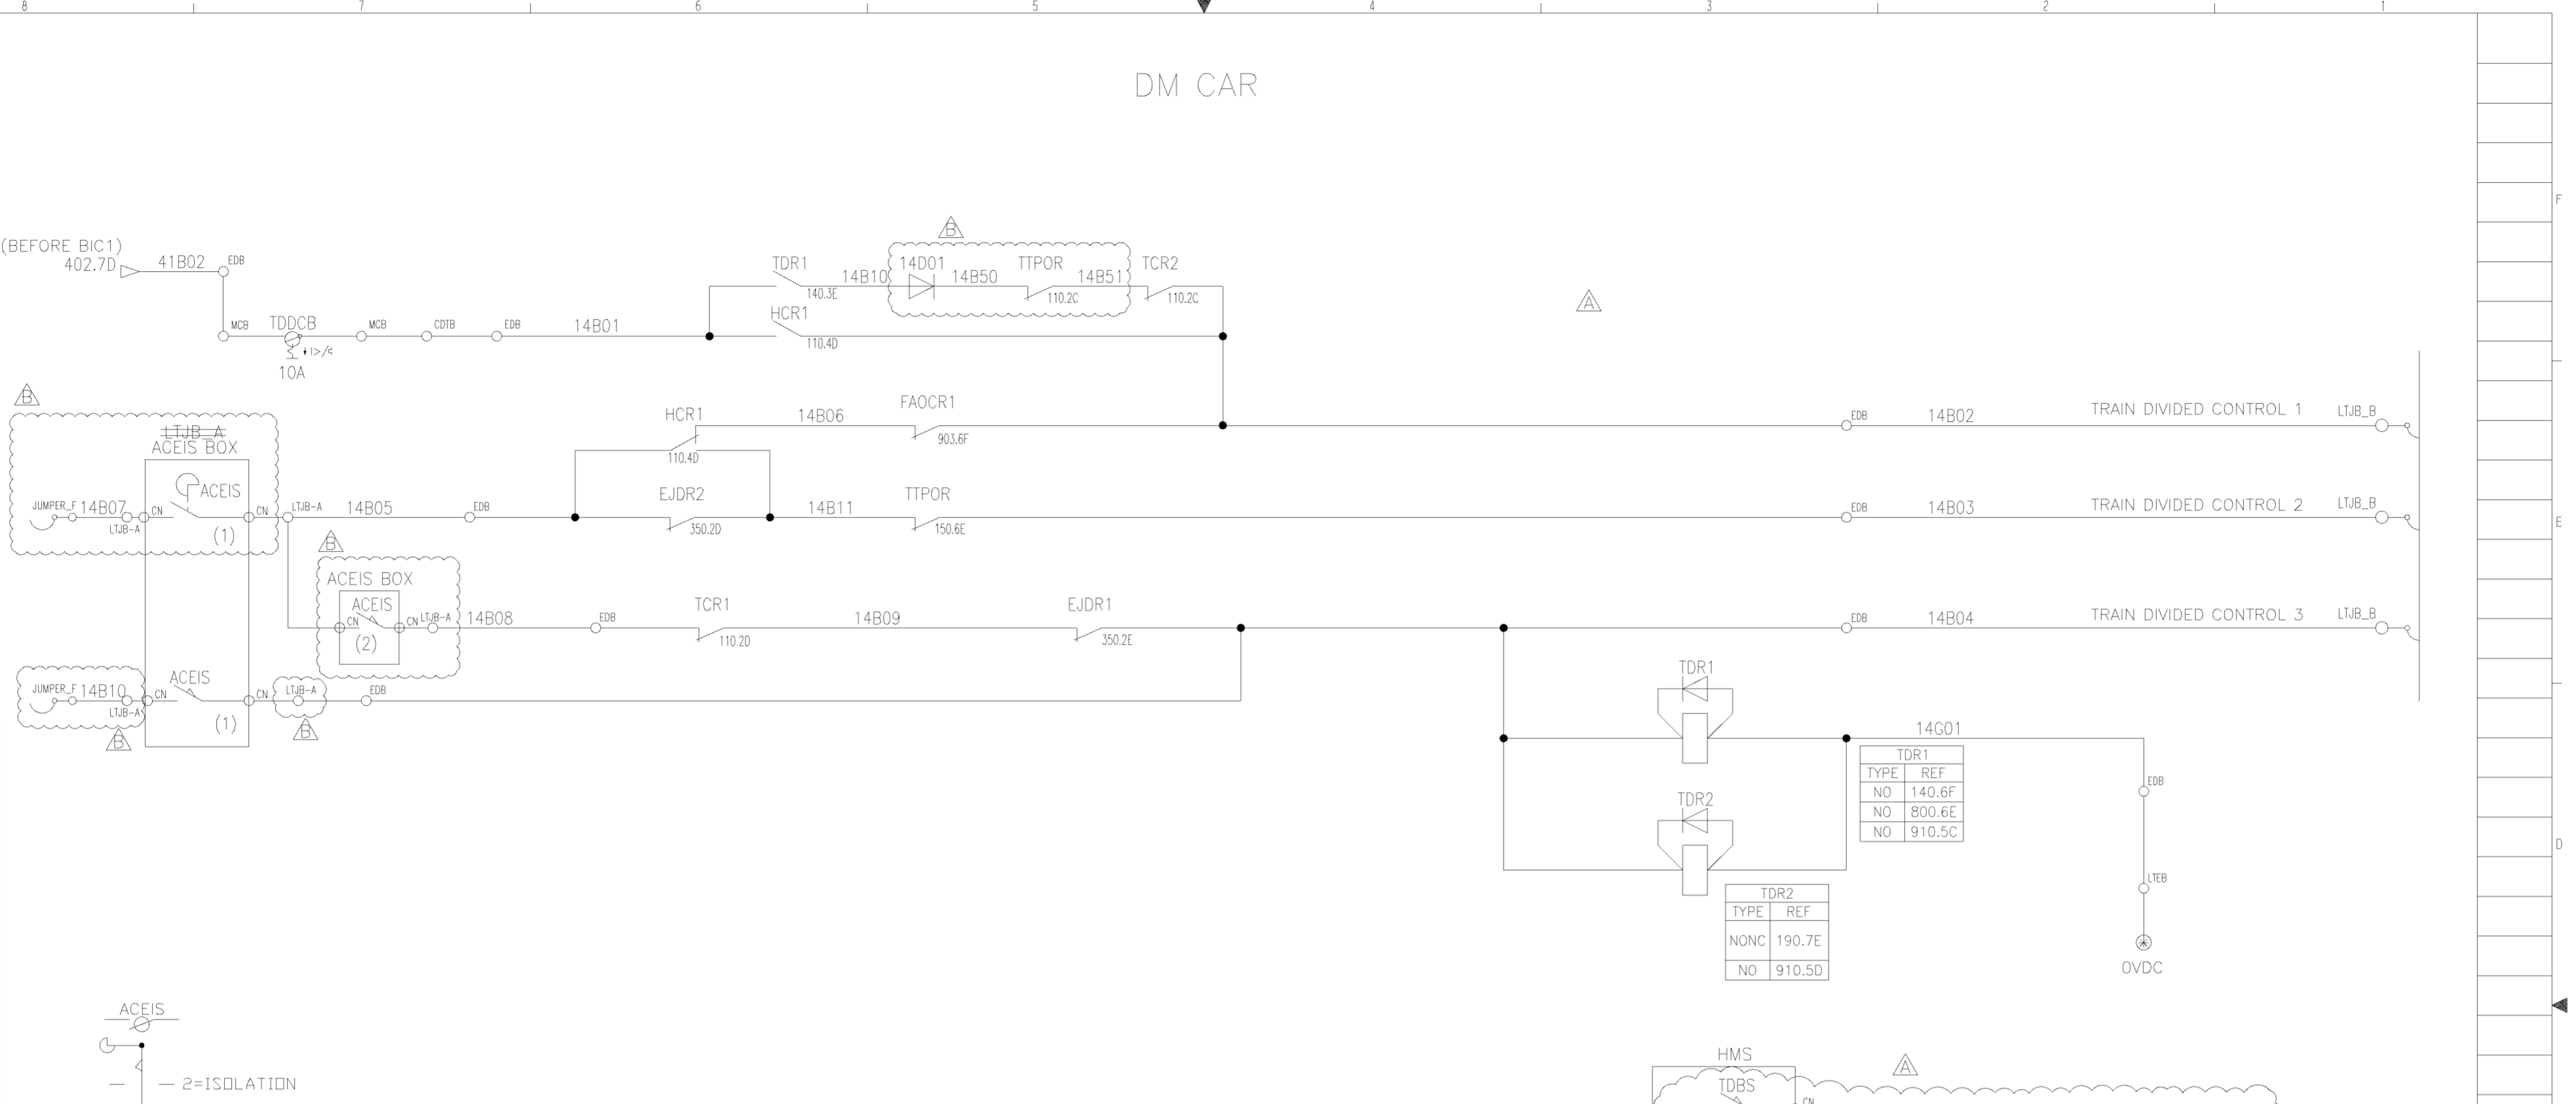 8 7 6 5 4 3 2 1
DM CAR
F
(BEFORE BIC1)
402.7D 41B02 EDB
TDR1 14B10 14D01 14B50 TTPOR 14B51 TCR2
B
140.3E 110.2C 110.2C
A
MCB TDDCB MCB CDTB EDB 14B01 HCR1
I>
110.4D
10A
B
HCR1 14B06 FAOCR1 EDB 14B02 TRAIN DIVIDED CONTROL 1 LTJB_B
903.6F
110.4D
LTJB_A
ACEIS BOX
ACEIS
JUMPER_F 14B07 CN CN LTJB-A 14B05 EDB EJDR2 14B11 TTPOR EDB 14B03 TRAIN DIVIDED CONTROL 2 LTJB_B
LTJB-A (1) 350.2D 150.6E
E
B
ACEIS BOX
ACEIS
CN CN LTJB-A 14B08 EDB TCR1 14B09 EJDR1 EDB 14B04 TRAIN DIVIDED CONTROL 3 LTJB_B
(2) 110.2D 350.2E
ACEIS
JUMPER_F 14B10 CN CN LTJB-A EDB
LTJB-A (1)
B B
TDR1
14G01
TDR1
TYPE REF
NO 140.6F
NO 800.6E
NO 910.5C
EDB
D
TDR2
TDR2
TYPE REF
NONC 190.7E
NO 910.5D
LTEB
0VDC
ACEIS
2=ISOLATION
HMS
A
TDBS
CN